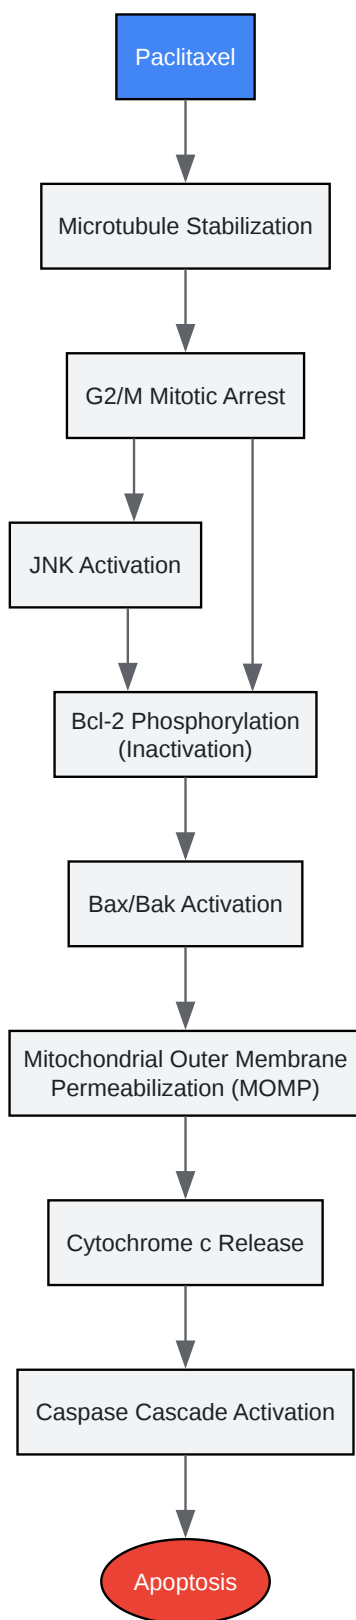 Paclitaxel
Microtubule Stabilization
G2/M Mitotic Arrest
JNK Activation
Bcl-2 Phosphorylation
(Inactivation)
Bax/Bak Activation
Mitochondrial Outer Membrane
Permeabilization (MOMP)
Cytochrome c Release
Caspase Cascade Activation
Apoptosis